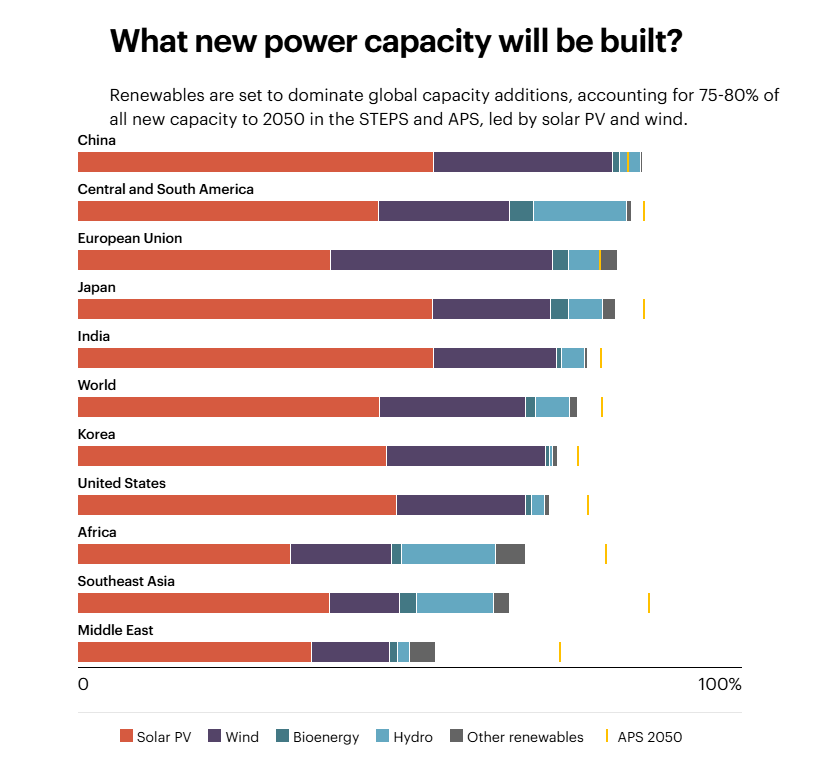 What new power capacity will be built?
Renewables are set to dominate global capacity additions, accounting for 75-80% of
all new capacity to 2050 in the STEPS and APS, led by solar PV and wind.
China
Central and South America
European Union
Japan
India
World
Korea
United States
Africa
Southeast Asia
Middle East
0 100%
Solar PV Wind Bioenergy Hydro Other renewables APS 2050